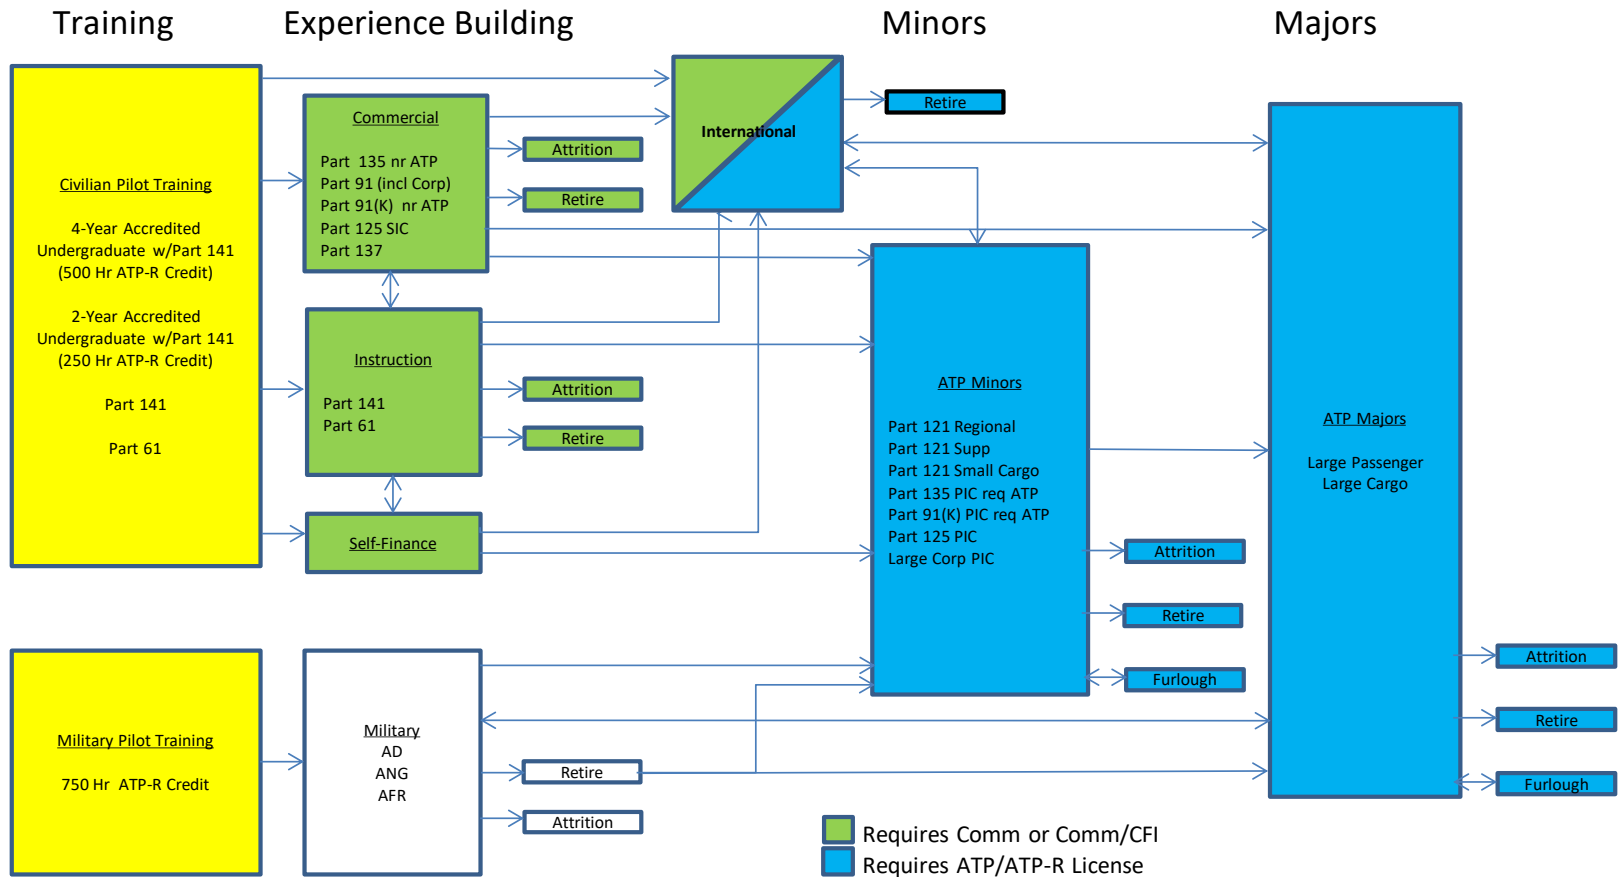 Training
Experience Building
Minors
Majors
Civilian Pilot Training
4-Year Accredited
Undergraduate w/Part 141
(500 Hr ATP-R Credit)
2-Year Accredited
Undergraduate w/Part 141
(250 Hr ATP-R Credit)
Part 141
Part 61
Military Pilot Training
750 Hr ATP-R Credit
Commercial
Part 135 nr ATP
Part 91 (incl Corp)
Part 91(K) nr ATP
Part 125 SIC
Part 137
Attrition
Retire
Instruction
Part 141
Part 61
Attrition
Retire
Self-Finance
Military
AD
ANG
AFR
Retire
Attrition
International
Retire
ATP Minors
Part 121 Regional
Part 121 Supp
Part 121 Small Cargo
Part 135 PIC req ATP
Part 91(K) PIC req ATP
Part 125 PIC
Large Corp PIC
Attrition
Retire
Furlough
ATP Majors
Large Passenger
Large Cargo
Attrition
Retire
Furlough
Requires Comm or Comm/CFI
Requires ATP/ATP-R License